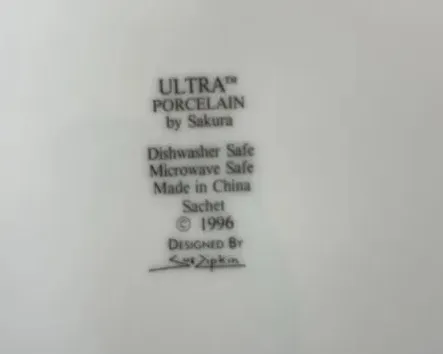 ULTRA™
PORCELAIN
by Sakura
Dishwasher Safe
Microwave Safe
Made in China
Sachet
© 1996
DESIGNED BY
Sue Zipkin